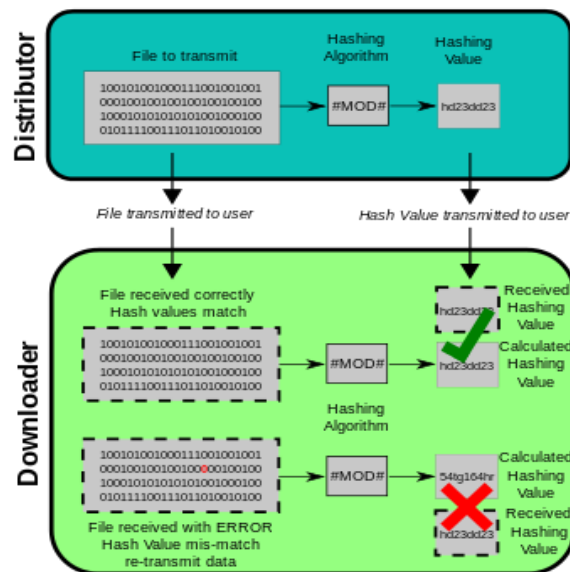 Distributor
File to transmit
Hashing
Algorithm
Hashing
Value
100101001000111001001001
000100100100100100100100
100010101010101001000100
010111100111011010010100
#MOD#
hd23dd23
File transmitted to user
Hash Value transmitted to user
Downloader
File received correctly
Hash values match
100101001000111001001001
000100100100100100100100
100010101010101001000100
010111100111011010010100
#MOD#
hd23dd23
Received
Hashing
Value
hd23dd23
Calculated
Hashing
Value
Hashing
Algorithm
100101001000111001001001
000100100100100000100100
100010101010101001000100
010111100111011010010100
#MOD#
54tg164hr
Calculated
Hashing
Value
hd23dd23
Received
Hashing
Value
File received with ERROR
Hash Value mis-match
re-transmit data